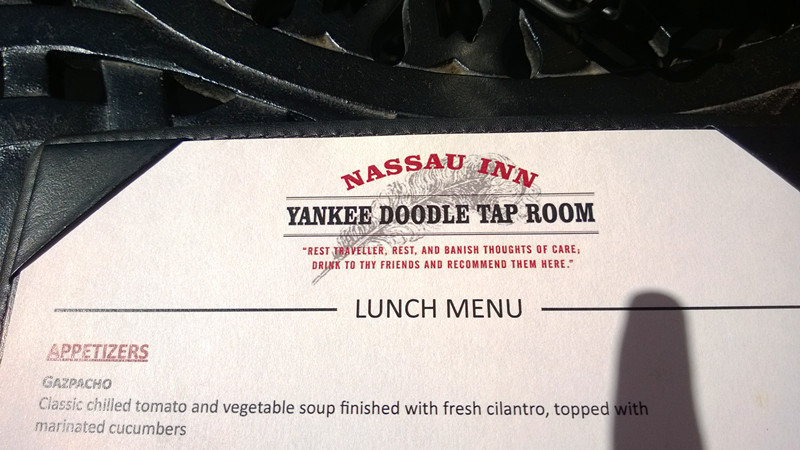 NASSAU INN
YANKEE DOODLE TAP ROOM
"REST TRAVELLER, REST, AND BANISH THOUGHTS OF CARE;
DRINK TO THY FRIENDS AND RECOMMEND THEM HERE."
LUNCH MENU
APPETIZERS
GAZPACHO
Classic chilled tomato and vegetable soup finished with fresh cilantro, topped with
marinated cucumbers